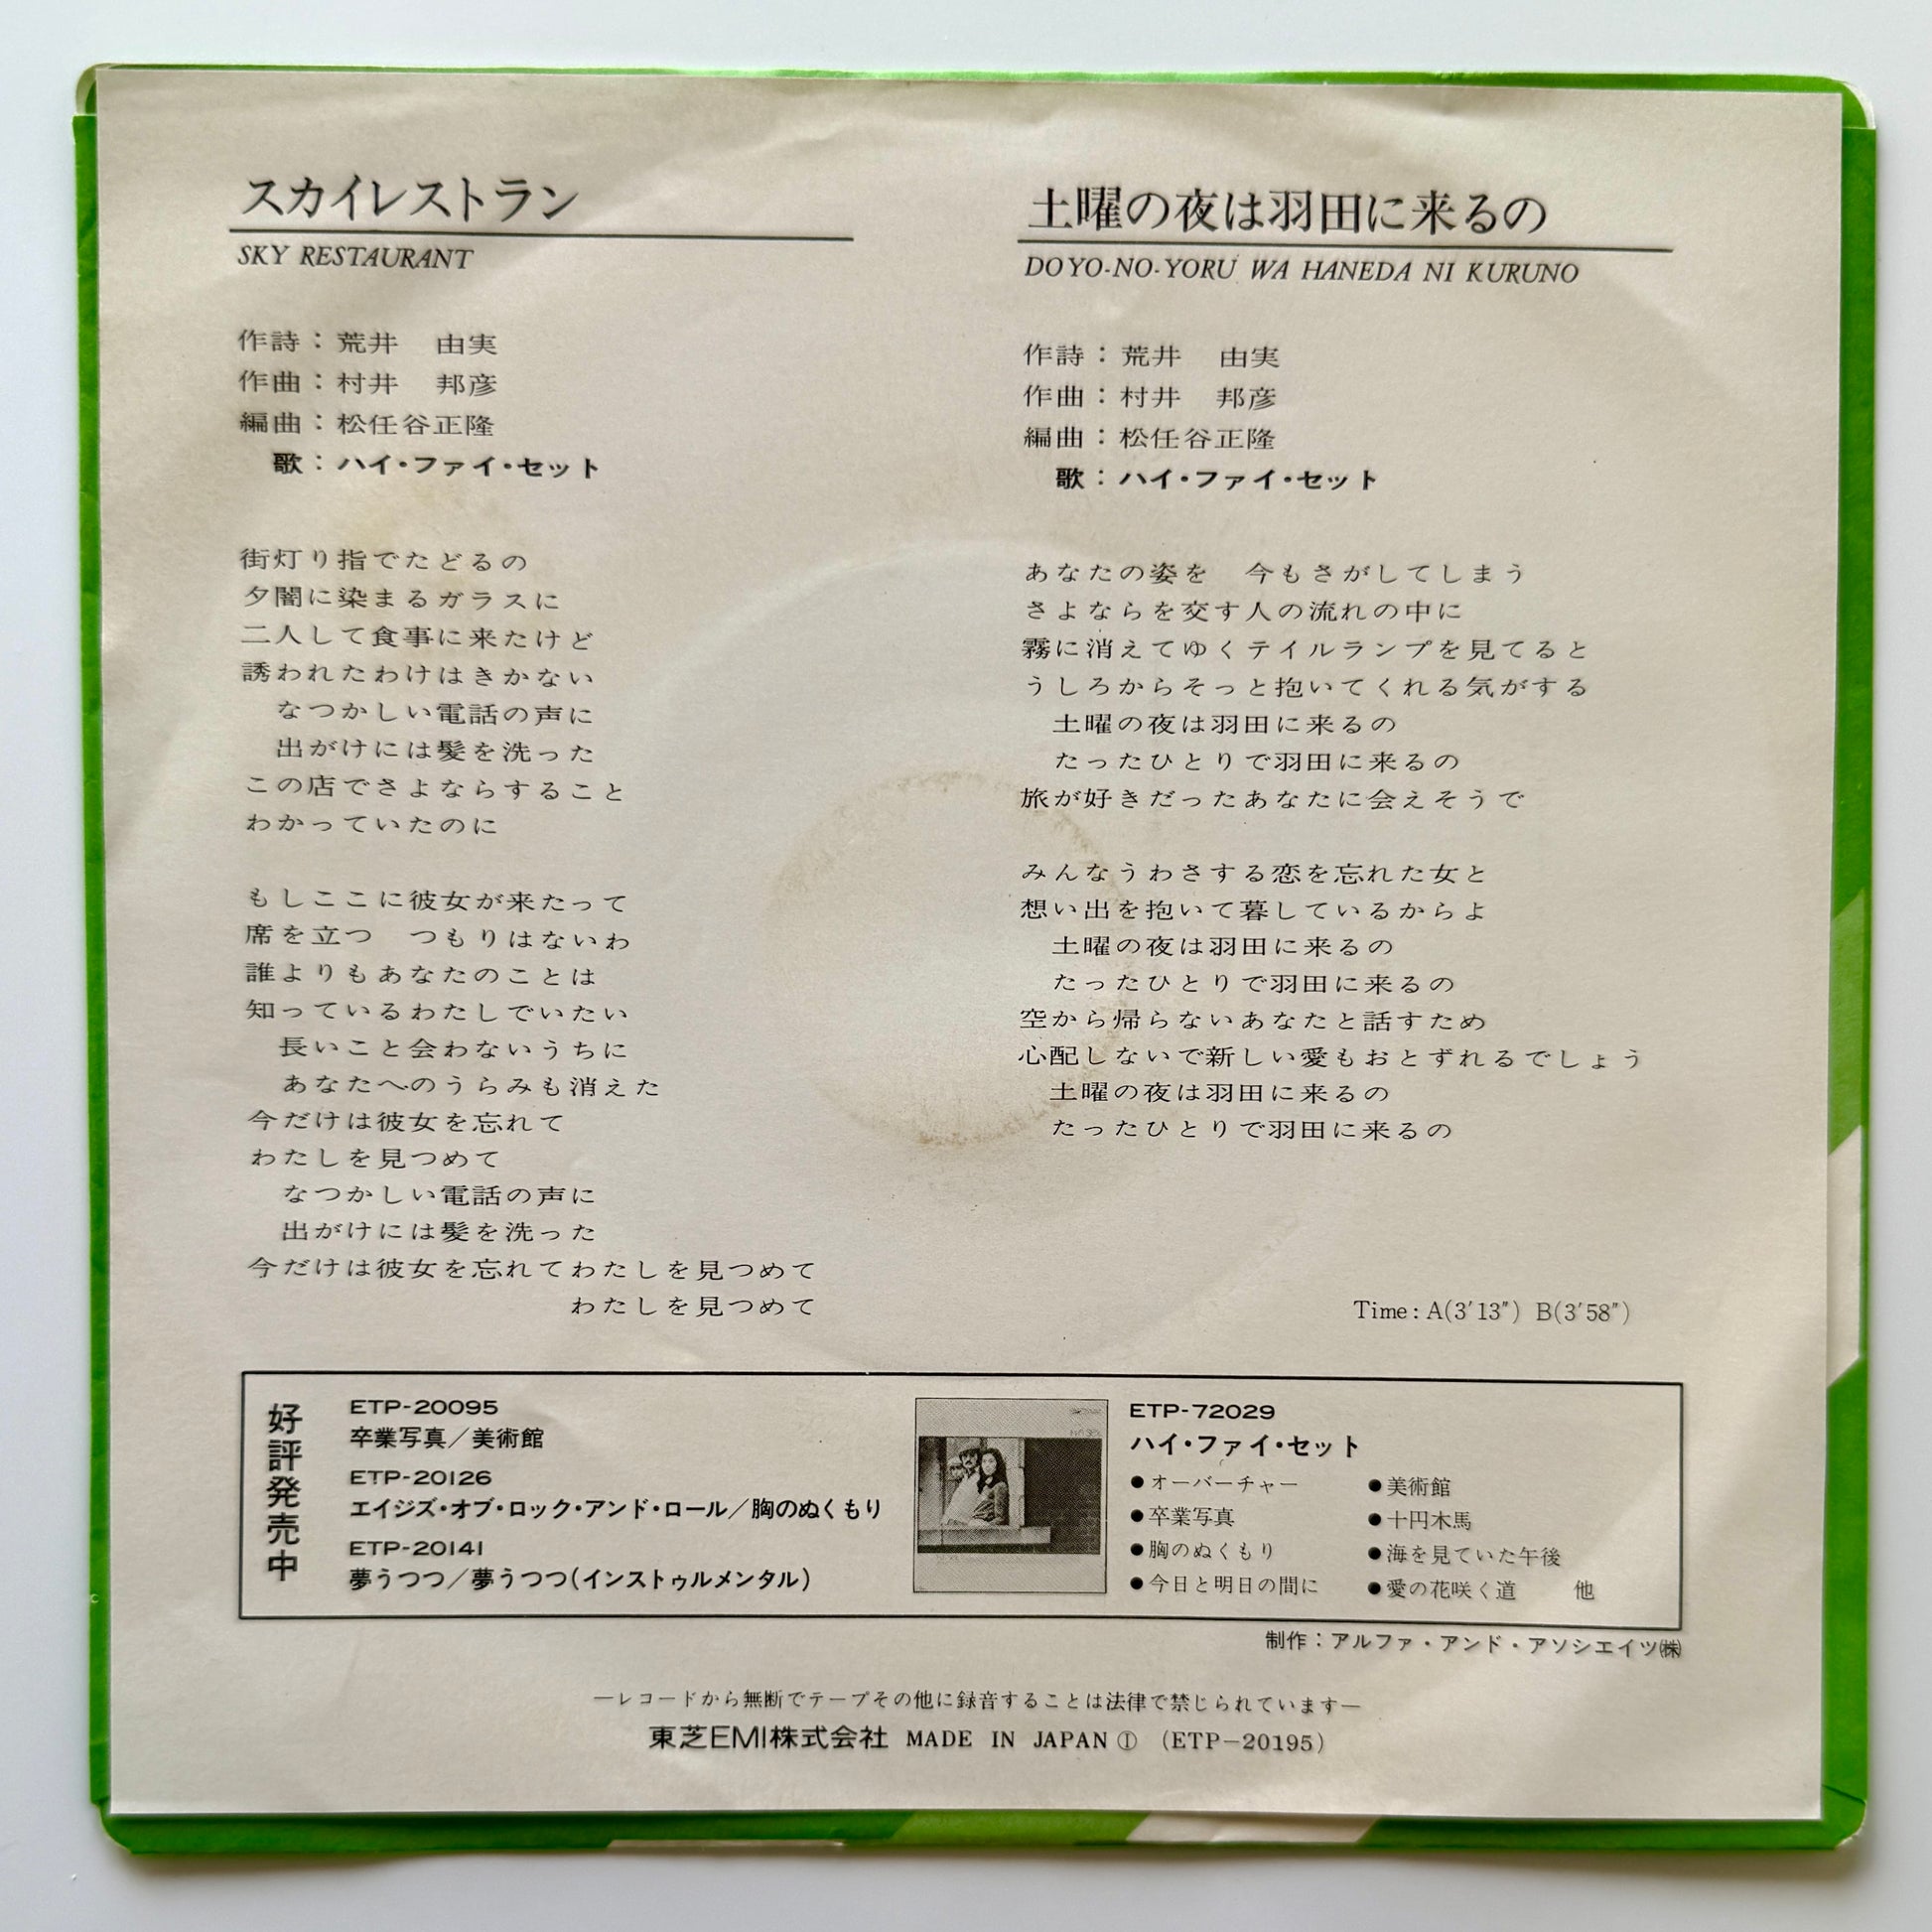 スカイレストラン
SKY RESTAURANT
作詩：荒井　由実
作曲：村井　邦彦
編曲：松任谷正隆
歌：ハイ・ファイ・セット
街灯り指でたどるの
夕闇に染まるガラスに
二人して食事に来たけど
誘われたわけはきかない
なつかしい電話の声に
出がけには髪を洗った
この店でさよならすること
わかっていたのに
もしここに彼女が来たって
席を立つ　つもりはないわ
誰よりもあなたのことは
知っているわたしでいたい
長いこと会わないうちに
あなたへのうらみも消えた
今だけは彼女を忘れて
わたしを見つめて
なつかしい電話の声に
出がけには髪を洗った
今だけは彼女を忘れてわたしを見つめて
わたしを見つめて
土曜の夜は羽田に来るの
DOYO-NO-YORU WA HANEDA NI KURUNO
作詩：荒井　由実
作曲：村井　邦彦
編曲：松任谷正隆
歌：ハイ・ファイ・セット
あなたの姿を　今もさがしてしまう
さよならを交す人の流れの中に
霧に消えてゆくテイルランプを見てると
うしろからそっと抱いてくれる気がする
土曜の夜は羽田に来るの
たったひとりで羽田に来るの
旅が好きだったあなたに会えそうで
みんなうわさする恋を忘れた女と
想い出を抱いて暮しているからよ
土曜の夜は羽田に来るの
たったひとりで羽田に来るの
空から帰らないあなたと話すため
心配しないで新しい愛もおとずれるでしょう
土曜の夜は羽田に来るの
たったひとりで羽田に来るの
Time : A(3′13″) B(3′58″)
好評発売中
ETP-20095
卒業写真／美術館
ETP-20126
エイジズ・オブ・ロック・アンド・ロール／胸のぬくもり
ETP-20141
夢うつつ／夢うつつ(インストゥルメンタル)
ETP-72029
ハイ・ファイ・セット
●オーバーチャー
●卒業写真
●胸のぬくもり
●今日と明日の間に
●美術館
●十円木馬
●海を見ていた午後
●愛の花咲く道　　他
制作：アルファ・アンド・アソシエイツ㈱
—レコードから無断でテープその他に録音することは法律で禁じられています—
東芝EMI株式会社 MADE IN JAPAN ① (ETP−20195)